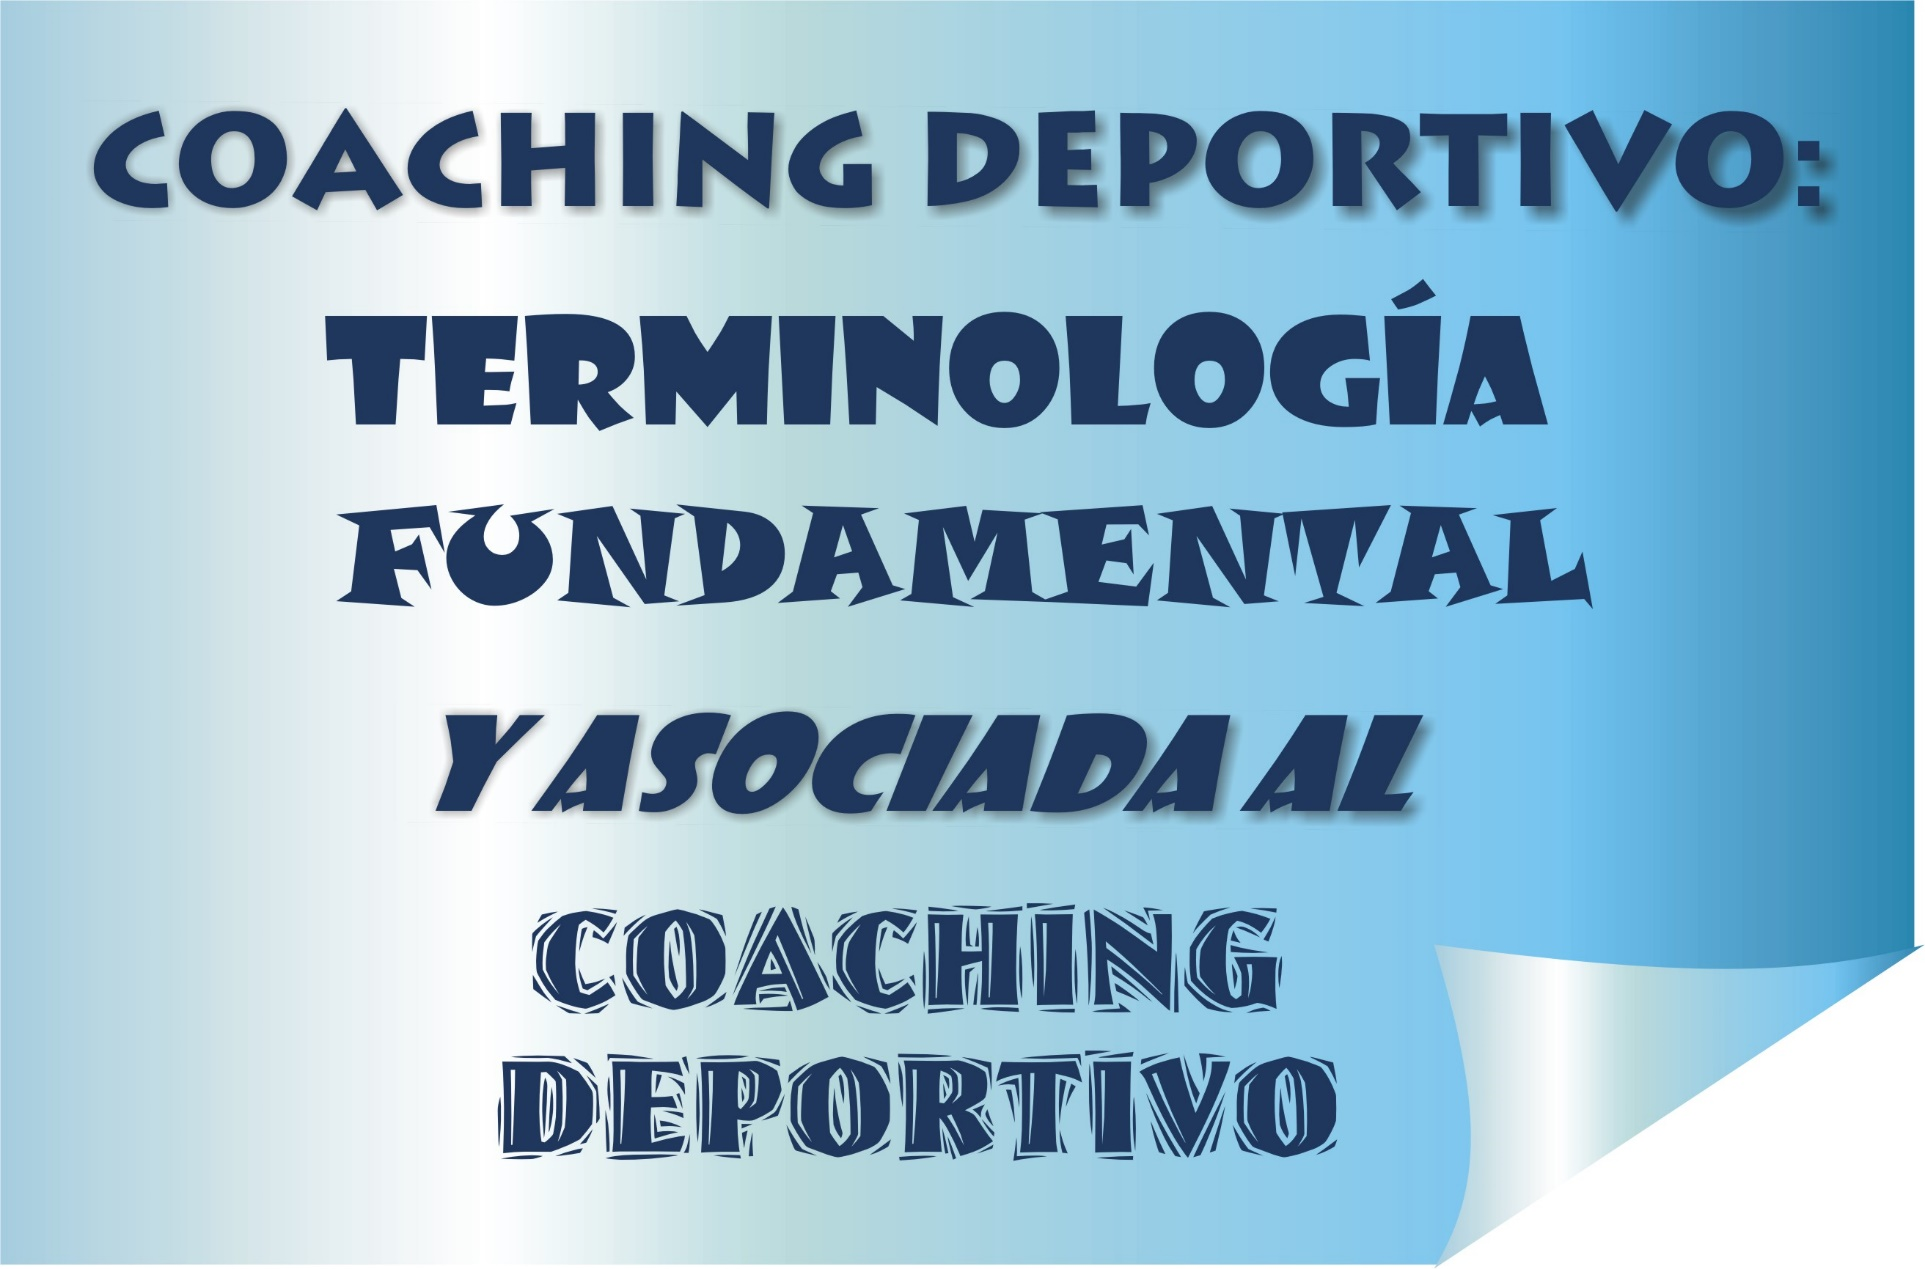 COACHING DEPORTIVO:
TERMINOLOGÍA
FUNDAMENTAL
Y ASOCIADA AL
COACHING
DEPORTIVO